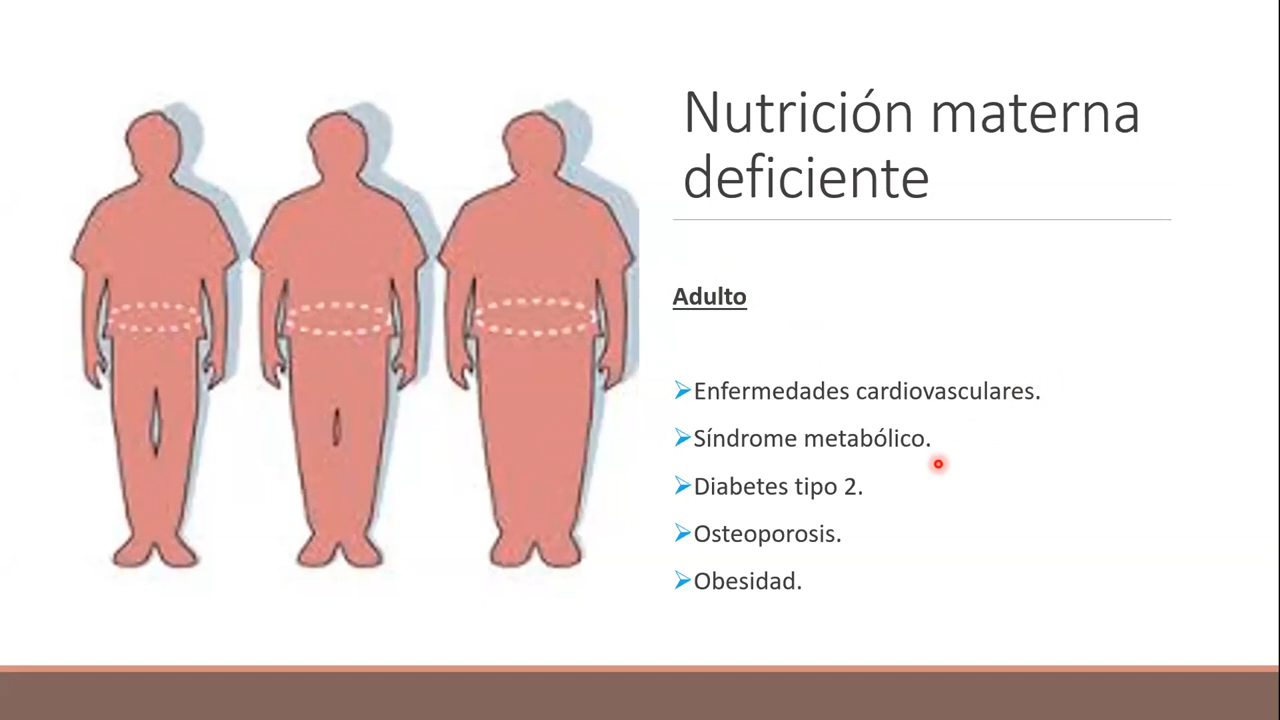 Nutrición materna
deficiente
Adulto
➢Enfermedades cardiovasculares.
➢Síndrome metabólico.
➢Diabetes tipo 2.
➢Osteoporosis.
➢Obesidad.